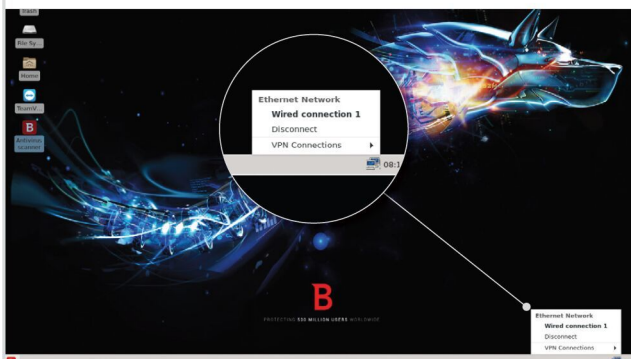 Trash
File Sy...
Home
TeamV...
B
Antivirus
scanner
Ethernet Network
Wired connection 1
Disconnect
VPN Connections
08:1
B
PROTECTING 500 MILLION USERS WORLDWIDE
Ethernet Network
Wired connection 1
Disconnect
VPN Connections